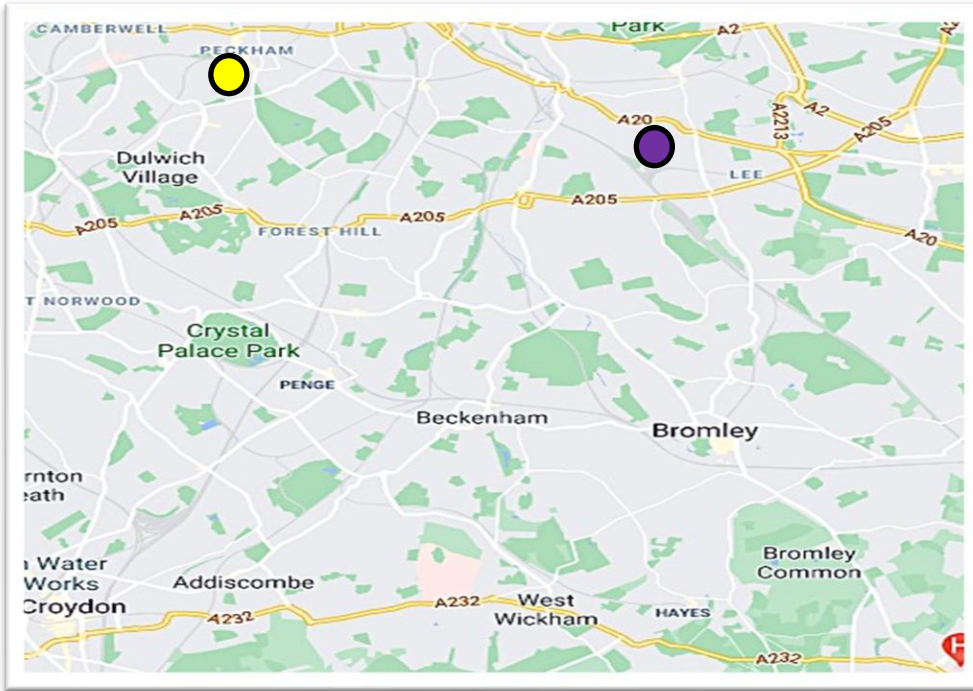 CAMBERWELL
Park
A2
PECKHAM
A20
A2213
A2
A205
Dulwich
Village
LEE
A205
A205
A205
A205
FOREST HILL
A20
T NORWOOD
Crystal
Palace Park
PENGE
Beckenham
Bromley
rnton
eath
Water
Works
Croydon
Addiscombe
Bromley
Common
A232
A232
West
Wickham
HAYES
A232
H